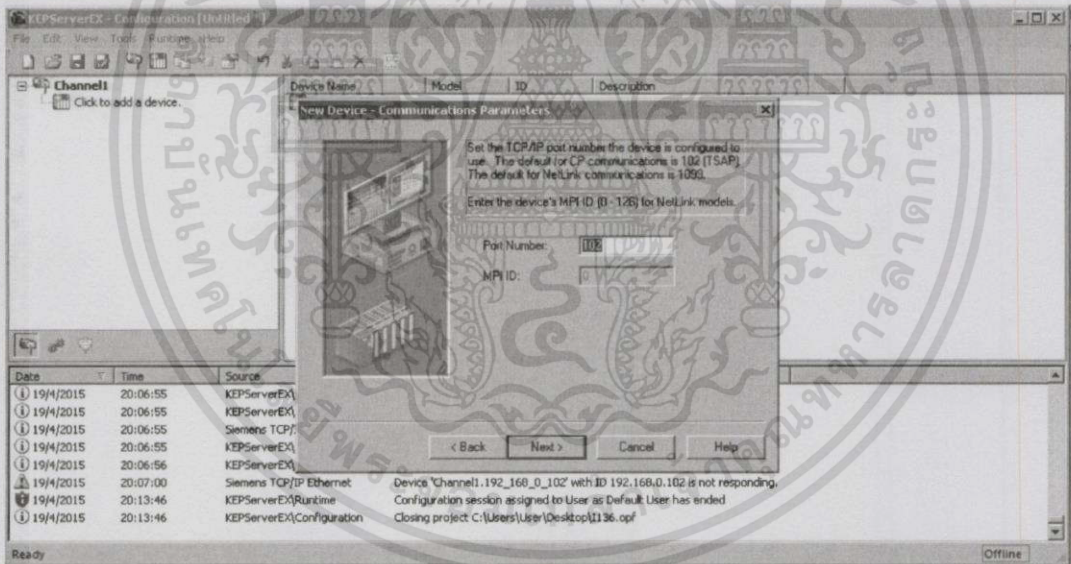 KEPServerEX - Configuration [Untitled *]
File Edit View Tools Runtime Help
Channel1
Click to add a device.
Device Name Model ID Description
New Device - Communications Parameters
Set the TCP/IP port number the device is configured to
use. The default for CP communications is 102 (TSAP).
The default for NetLink communications is 1099.
Enter the device's MPI ID (0 - 126) for NetLink models.
Port Number: 102
MPI ID: 0
< Back Next > Cancel Help
Date Time Source
19/4/2015 20:06:55 KEPServerEX\
19/4/2015 20:06:55 KEPServerEX\
19/4/2015 20:06:55 Siemens TCP/
19/4/2015 20:06:55 KEPServerEX\
19/4/2015 20:06:56 KEPServerEX\
19/4/2015 20:07:00 Siemens TCP/IP Ethernet Device 'Channel1.192_168_0_102' with ID 192.168.0.102 is not responding.
19/4/2015 20:13:46 KEPServerEX\Runtime Configuration session assigned to User as Default User has ended
19/4/2015 20:13:46 KEPServerEX\Configuration Closing project C:\Users\User\Desktop\1136.opf
Ready Offline